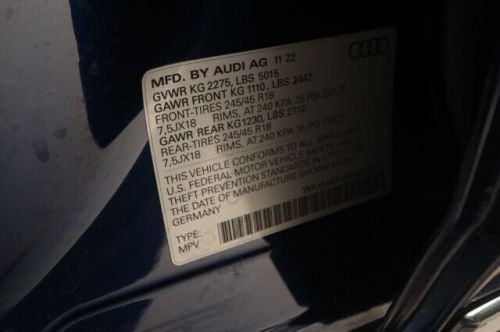 MFD. BY AUDI AG 11 22
GVWR KG 2275, LBS 5015
GAWR FRONT KG 1110, LBS 2447
FRONT-TIRES 245/45 R18
7,5JX18 RIMS, AT 240 KPA 35 PSI COLD
GAWR REAR KG1230, LBS 2712
REAR-TIRES 245/45 R18
7,5JX18 RIMS, AT 240 KPA 35 PSI COLD
THIS VEHICLE CONFORMS TO ALL APPLICABLE
U.S. FEDERAL MOTOR VEHICLE SAFETY AND
THEFT PREVENTION STANDARDS IN EFFECT ON
THE DATE OF MANUFACTURE SHOWN ABOVE.
GERMANY
TYPE:
MPV